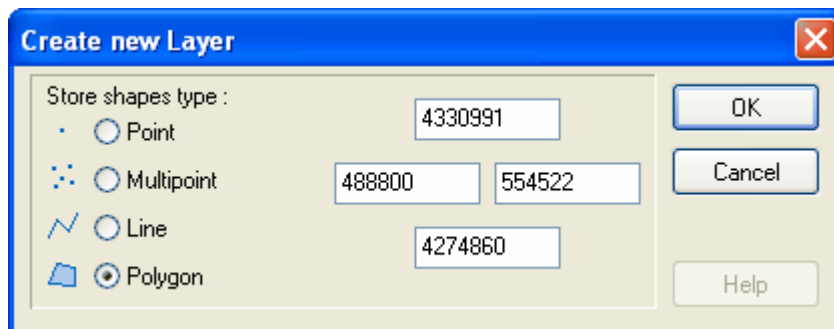 Create new Layer
Store shapes type :
Point
Multipoint
Line
Polygon
4330991
488800
554522
4274860
OK
Cancel
Help